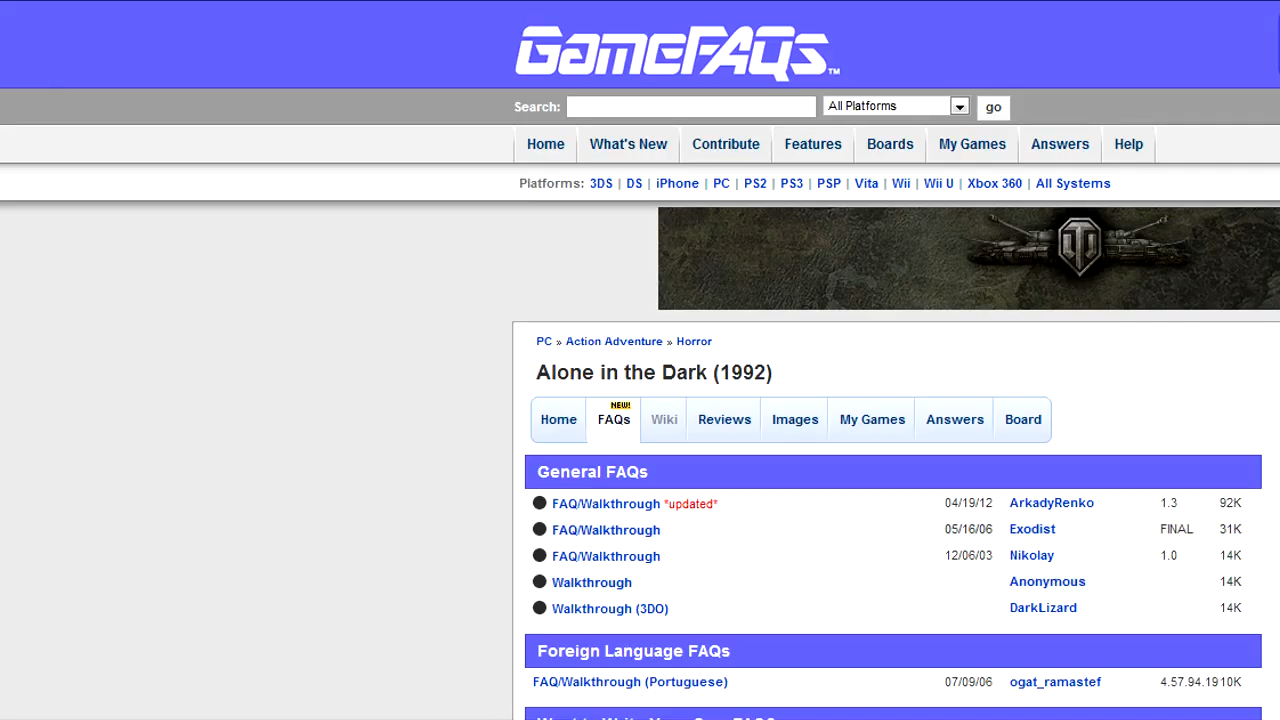 GameFAQs™
Search: All Platforms go
Home What's New Contribute Features Boards My Games Answers Help
Platforms: 3DS | DS | iPhone | PC | PS2 | PS3 | PSP | Vita | Wii | Wii U | Xbox 360 | All Systems
PC » Action Adventure » Horror
Alone in the Dark (1992)
NEW!
Home FAQs Wiki Reviews Images My Games Answers Board
General FAQs
FAQ/Walkthrough *updated* 04/19/12 ArkadyRenko 1.3 92K
FAQ/Walkthrough 05/16/06 Exodist FINAL 31K
FAQ/Walkthrough 12/06/03 Nikolay 1.0 14K
Walkthrough Anonymous 14K
Walkthrough (3DO) DarkLizard 14K
Foreign Language FAQs
FAQ/Walkthrough (Portuguese) 07/09/06 ogat_ramastef 4.57.94.1910K